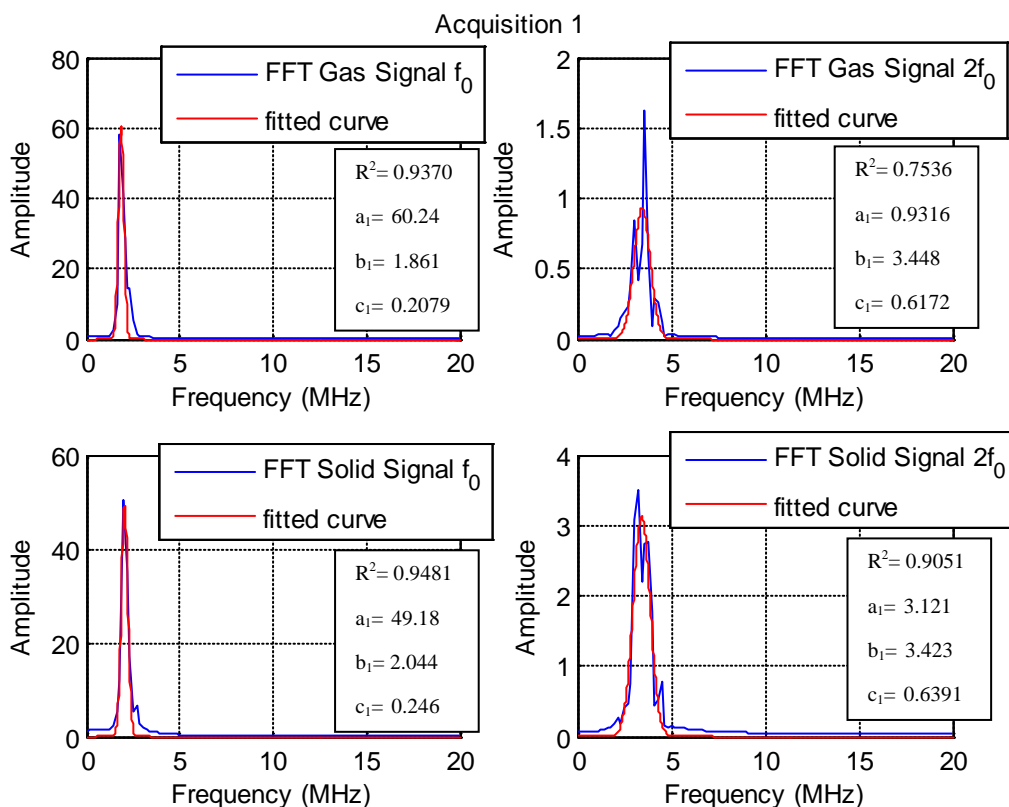 Acquisition 1
80
60
40
20
0
0
5
10
15
20
Amplitude
Frequency (MHz)
FFT Gas Signal f₀
fitted curve
R²= 0.9370
a₁= 60.24
b₁= 1.861
c₁= 0.2079
2
1.5
1
0.5
0
0
5
10
15
20
Amplitude
Frequency (MHz)
FFT Gas Signal 2f₀
fitted curve
R²= 0.7536
a₁= 0.9316
b₁= 3.448
c₁= 0.6172
60
40
20
0
0
5
10
15
20
Amplitude
Frequency (MHz)
FFT Solid Signal f₀
fitted curve
R²= 0.9481
a₁= 49.18
b₁= 2.044
c₁= 0.246
4
3
2
1
0
0
5
10
15
20
Amplitude
Frequency (MHz)
FFT Solid Signal 2f₀
fitted curve
R²= 0.9051
a₁= 3.121
b₁= 3.423
c₁= 0.6391